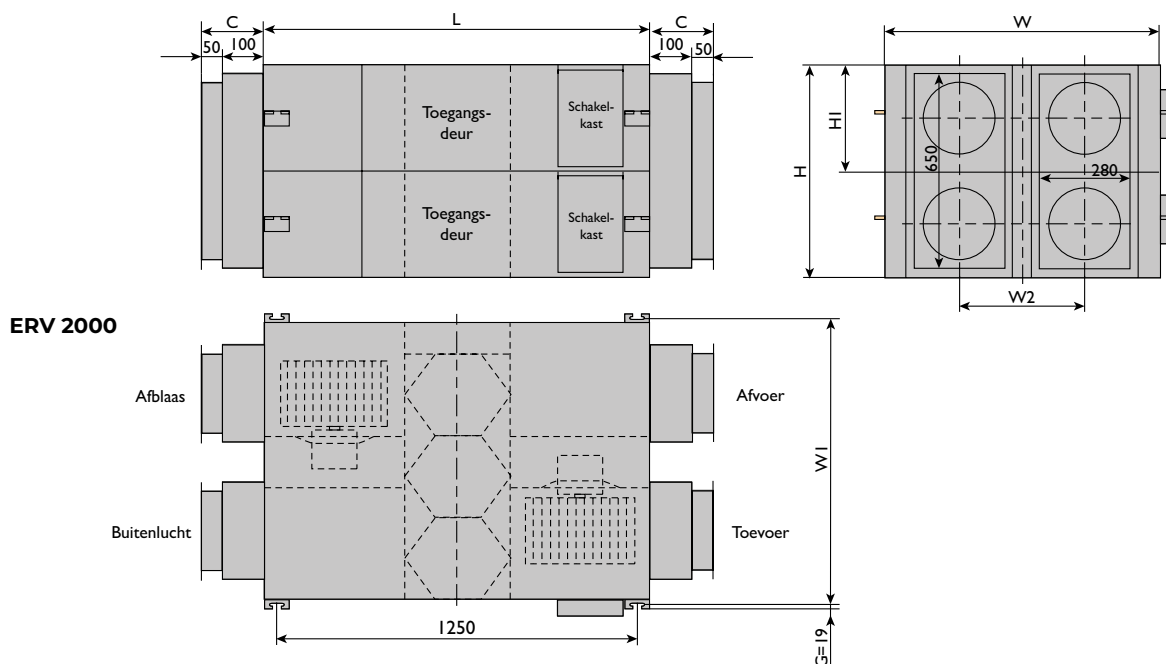 C
L
C
W
50
100
100
50
Toegangs-
deur
Schakel-
kast
H
H1
650
280
Toegangs-
deur
Schakel-
kast
W2
ERV 2000
Afblaas
Afvoer
W1
Buitenlucht
Toevoer
1250
G=19